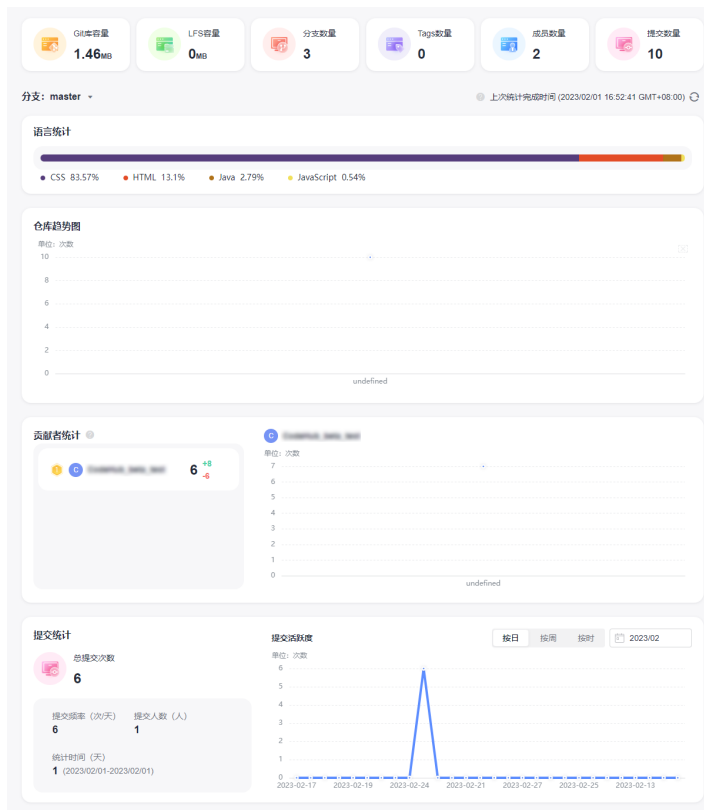 Git库容量
1.46MB
LFS容量
0MB
分支数量
3
Tags数量
0
成员数量
2
提交数量
10
分支：master
上次统计完成时间 (2023/02/01 16:52:41 GMT+08:00)
语言统计
CSS 83.57% HTML 13.1% Java 2.79% JavaScript 0.54%
仓库趋势图
单位：次数
10
8
6
4
2
0
undefined
贡献者统计
C
6 +8
-6
C
单位：次数
7
6
5
4
3
2
1
0
undefined
提交统计
总提交次数
6
提交频率（次/天） 提交人数（人）
6 1
统计时间（天）
1 (2023/02/01-2023/02/01)
提交活跃度
按日 按周 按时 2023/02
单位：次数
6
5
4
3
2
1
0
2023-02-17 2023-02-19 2023-02-24 2023-02-21 2023-02-27 2023-02-25 2023-02-13